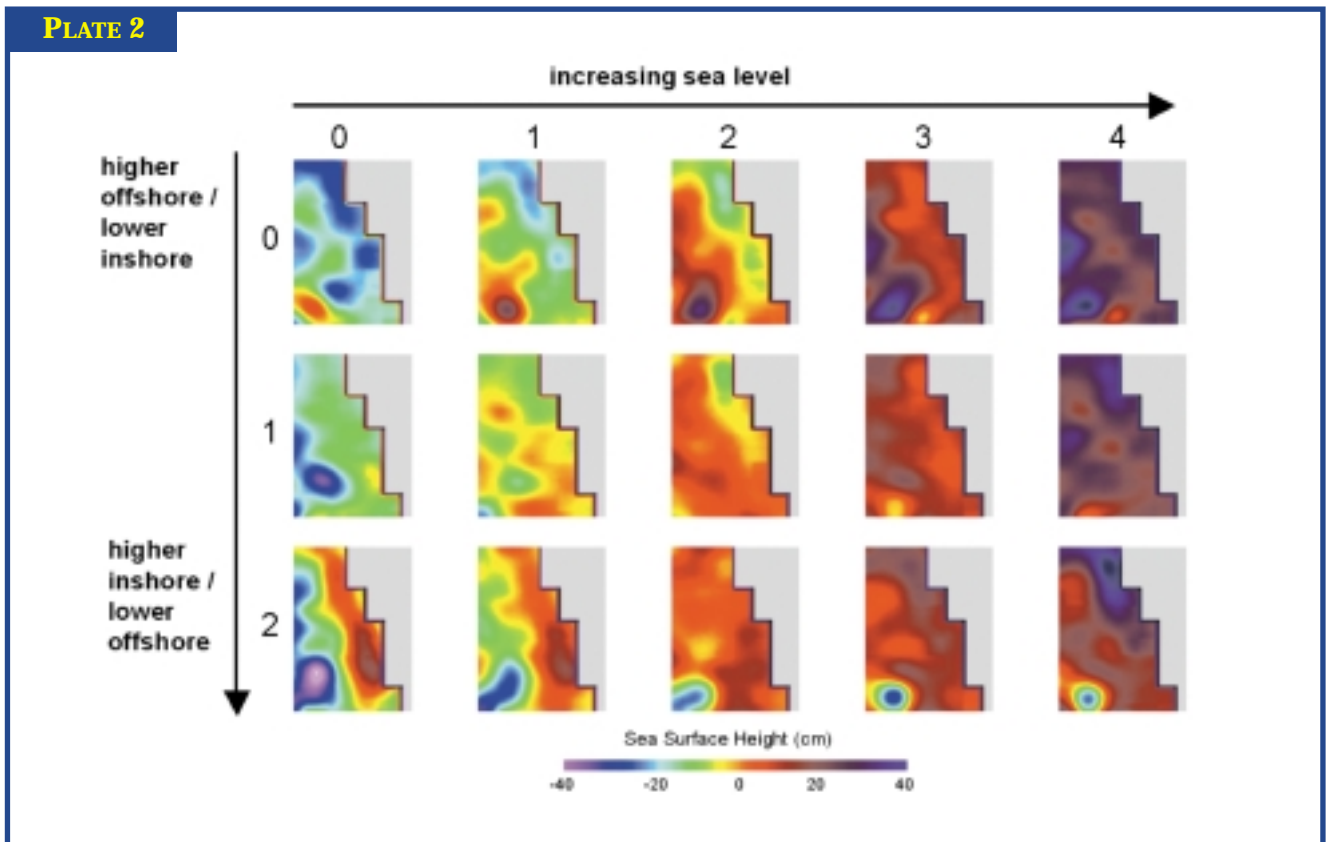 PLATE 2
increasing sea level
0 1 2 3 4
higher
offshore /
lower
inshore
0
1
higher
inshore /
lower
offshore
2
Sea Surface Height (cm)
-40 -20 0 20 40